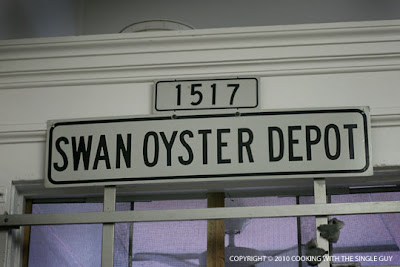 1517
SWAN OYSTER DEPOT
COPYRIGHT © 2010 COOKING WITH THE SINGLE GUY